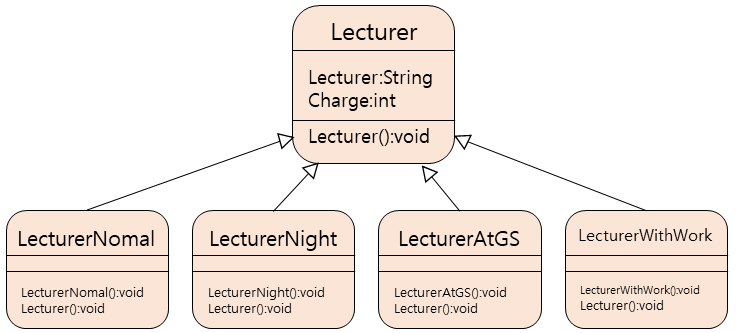 Lecturer
Lecturer:String
Charge:int
Lecturer():void
LecturerNomal
LecturerNomal():void
Lecturer():void
LecturerNight
LecturerNight():void
Lecturer():void
LecturerAtGS
LecturerAtGS():void
Lecturer():void
LecturerWithWork
LecturerWithWork():void
Lecturer():void